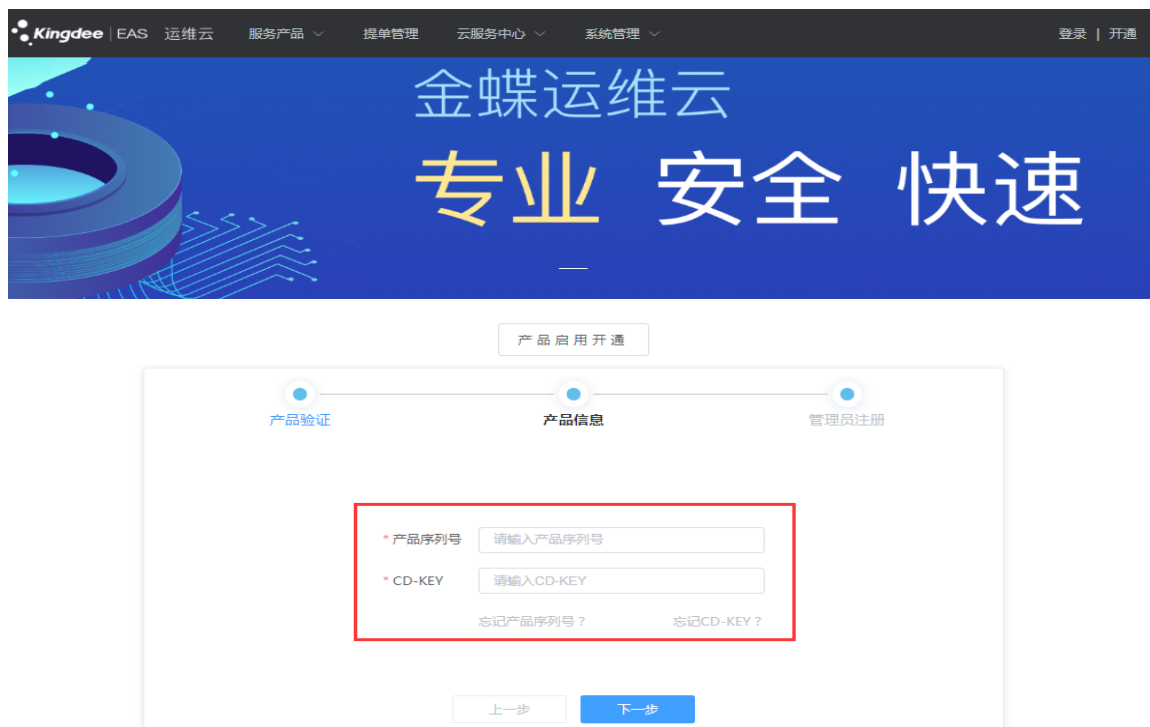 Kingdee | EAS 运维云 服务产品 提单管理 云服务中心 系统管理 登录 | 开通
金蝶运维云
专业 安全 快速
产品启用开通
产品验证 产品信息 管理员注册
* 产品序列号 请输入产品序列号
* CD-KEY 请输入CD-KEY
忘记产品序列号? 忘记CD-KEY?
上一步 下一步